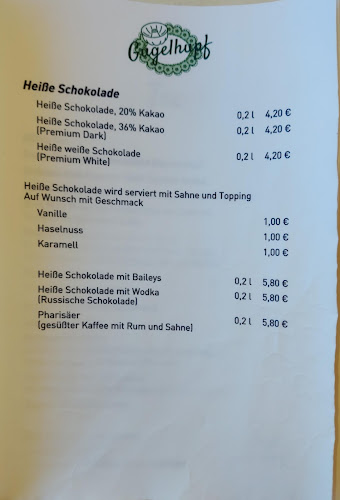 Gugelhupf
Heiße Schokolade
Heiße Schokolade, 20% Kakao 0,2 l 4,20 €
Heiße Schokolade, 36% Kakao 0,2 l 4,20 €
(Premium Dark)
Heiße weiße Schokolade 0,2 l 4,20 €
(Premium White)
Heiße Schokolade wird serviert mit Sahne und Topping
Auf Wunsch mit Geschmack
Vanille 1,00 €
Haselnuss 1,00 €
Karamell 1,00 €
Heiße Schokolade mit Baileys 0,2 l 5,80 €
Heiße Schokolade mit Wodka 0,2 l 5,80 €
(Russische Schokolade)
Pharisäer 0,2 l 5,80 €
(gesüßter Kaffee mit Rum und Sahne)